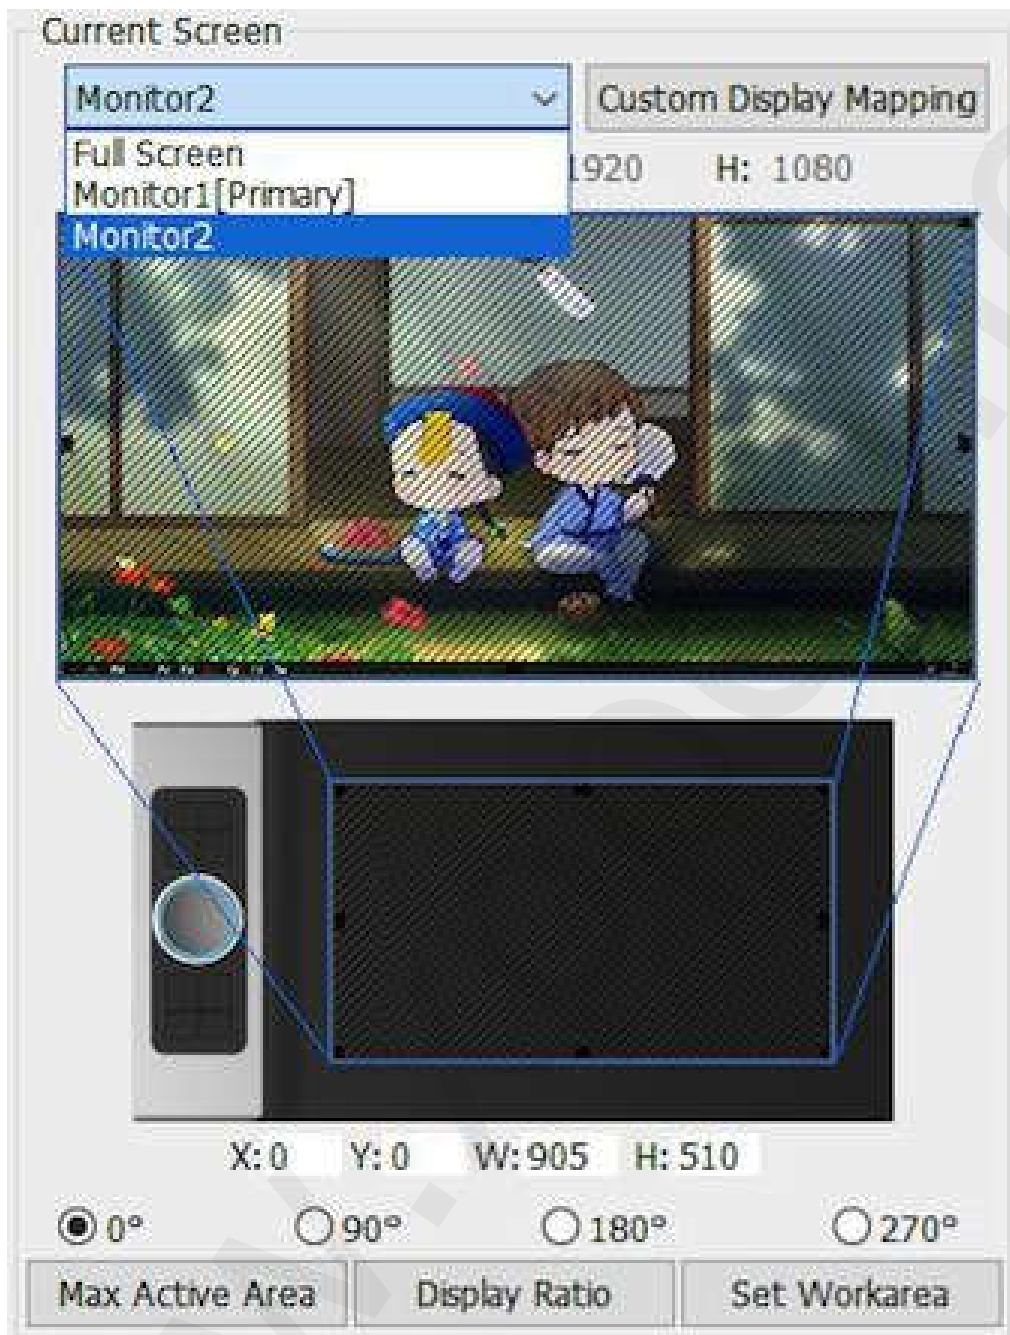 Current Screen
Monitor2
Custom Display Mapping
Full Screen
Monitor1[Primary]
Monitor2
1920 H: 1080
X: 0 Y: 0 W: 905 H: 510
0° 90° 180° 270°
Max Active Area Display Ratio Set Workarea